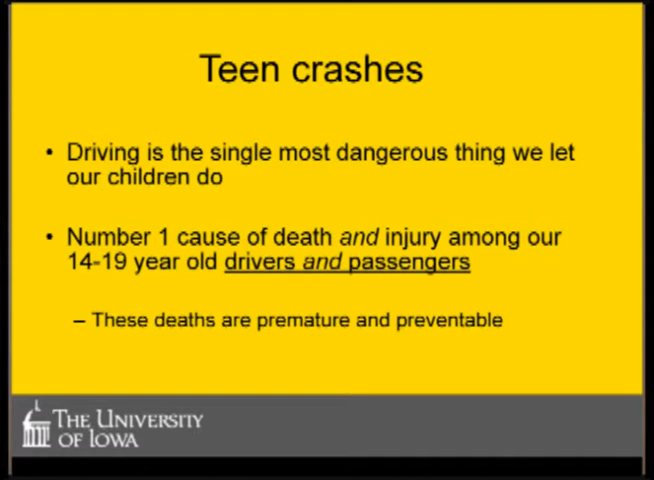 Teen crashes
• Driving is the single most dangerous thing we let
our children do
• Number 1 cause of death and injury among our
14-19 year old drivers and passengers
– These deaths are premature and preventable
THE UNIVERSITY
OF IOWA